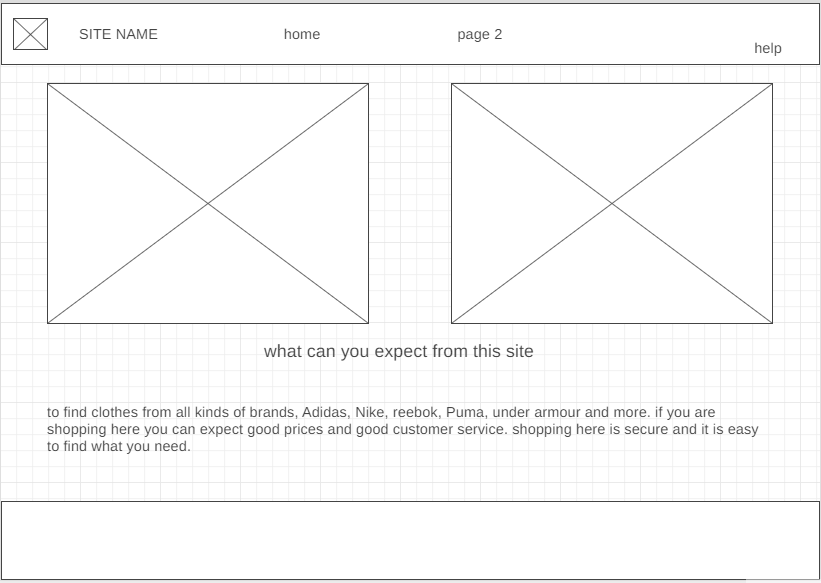 SITE NAME home page 2 help
what can you expect from this site
to find clothes from all kinds of brands, Adidas, Nike, reebok, Puma, under armour and more. if you are
shopping here you can expect good prices and good customer service. shopping here is secure and it is easy
to find what you need.